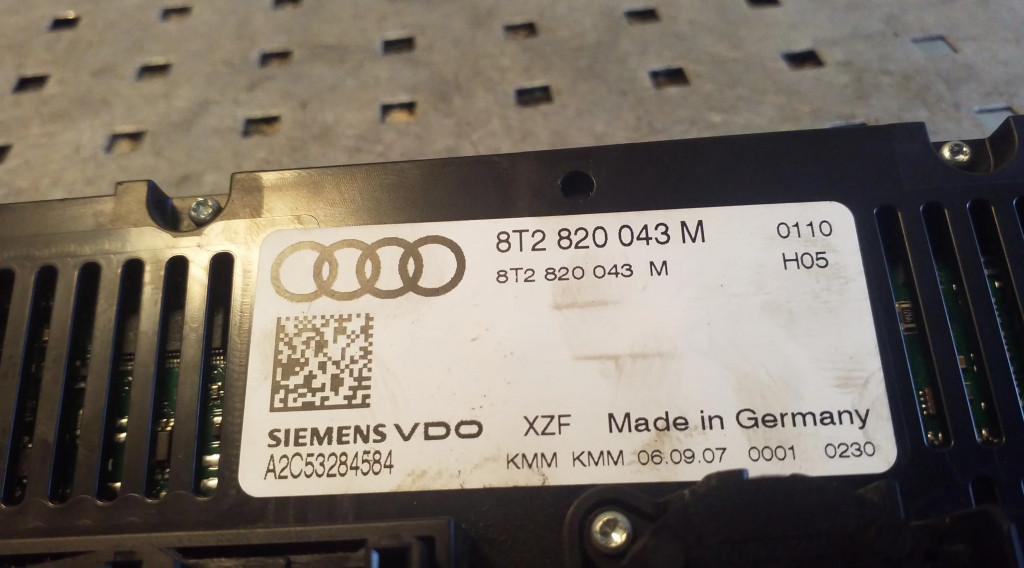 8T2 820 043 M 0110
8T2 820 043 M H05
SIEMENS VDO XZF Made in Germany
A2C53284584 KMM KMM 06.09.07 0001 0230